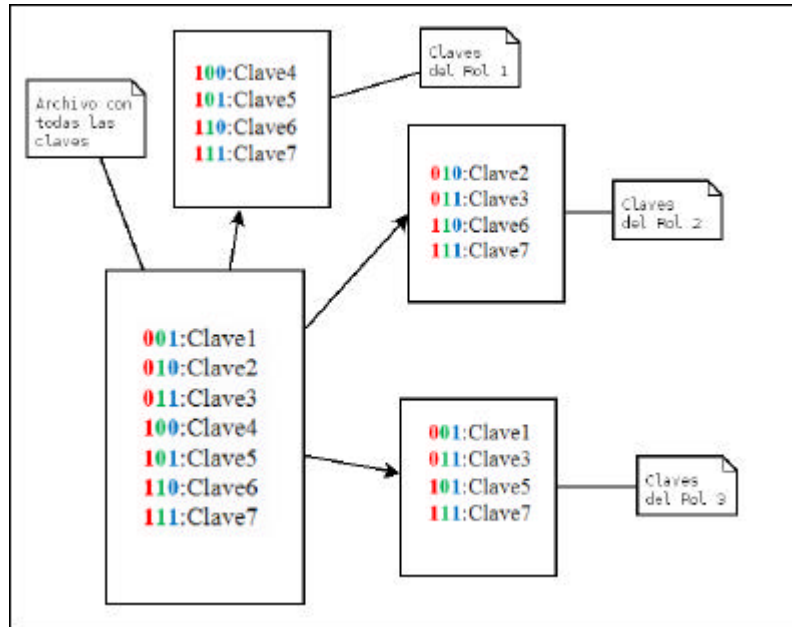 Archivo con
todas las
claves
100:Clave4
101:Clave5
110:Clave6
111:Clave7
Claves
del Rol 1
010:Clave2
011:Clave3
110:Clave6
111:Clave7
Claves
del Rol 2
001:Clave1
010:Clave2
011:Clave3
100:Clave4
101:Clave5
110:Clave6
111:Clave7
001:Clave1
011:Clave3
101:Clave5
111:Clave7
Claves
del Rol 3